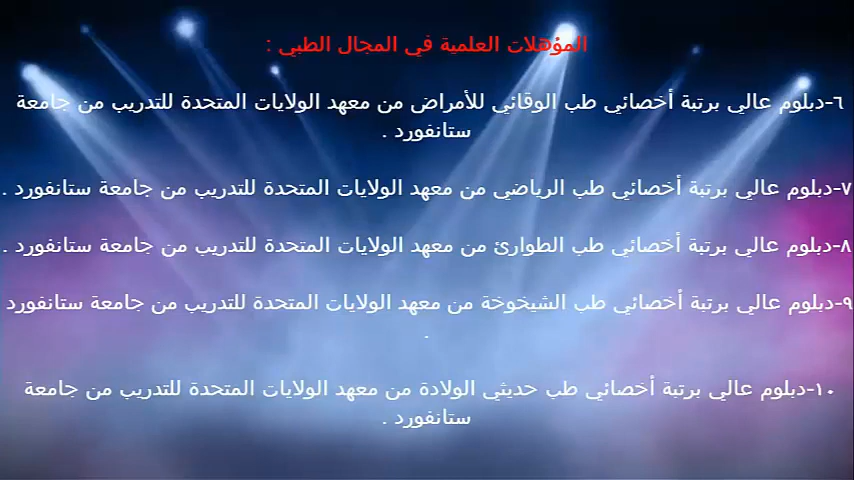 المؤهلات العلمية في المجال الطبي :
٦-دبلوم عالي برتبة أخصائي طب الوقائي للأمراض من معهد الولايات المتحدة للتدريب من جامعة
ستانفورد .
٧-دبلوم عالي برتبة أخصائي طب الرياضي من معهد الولايات المتحدة للتدريب من جامعة ستانفورد .
٨-دبلوم عالي برتبة أخصائي طب الطوارئ من معهد الولايات المتحدة للتدريب من جامعة ستانفورد .
٩-دبلوم عالي برتبة أخصائي طب الشيخوخة من معهد الولايات المتحدة للتدريب من جامعة ستانفورد
.
١٠-دبلوم عالي برتبة أخصائي طب حديثي الولادة من معهد الولايات المتحدة للتدريب من جامعة
ستانفورد .